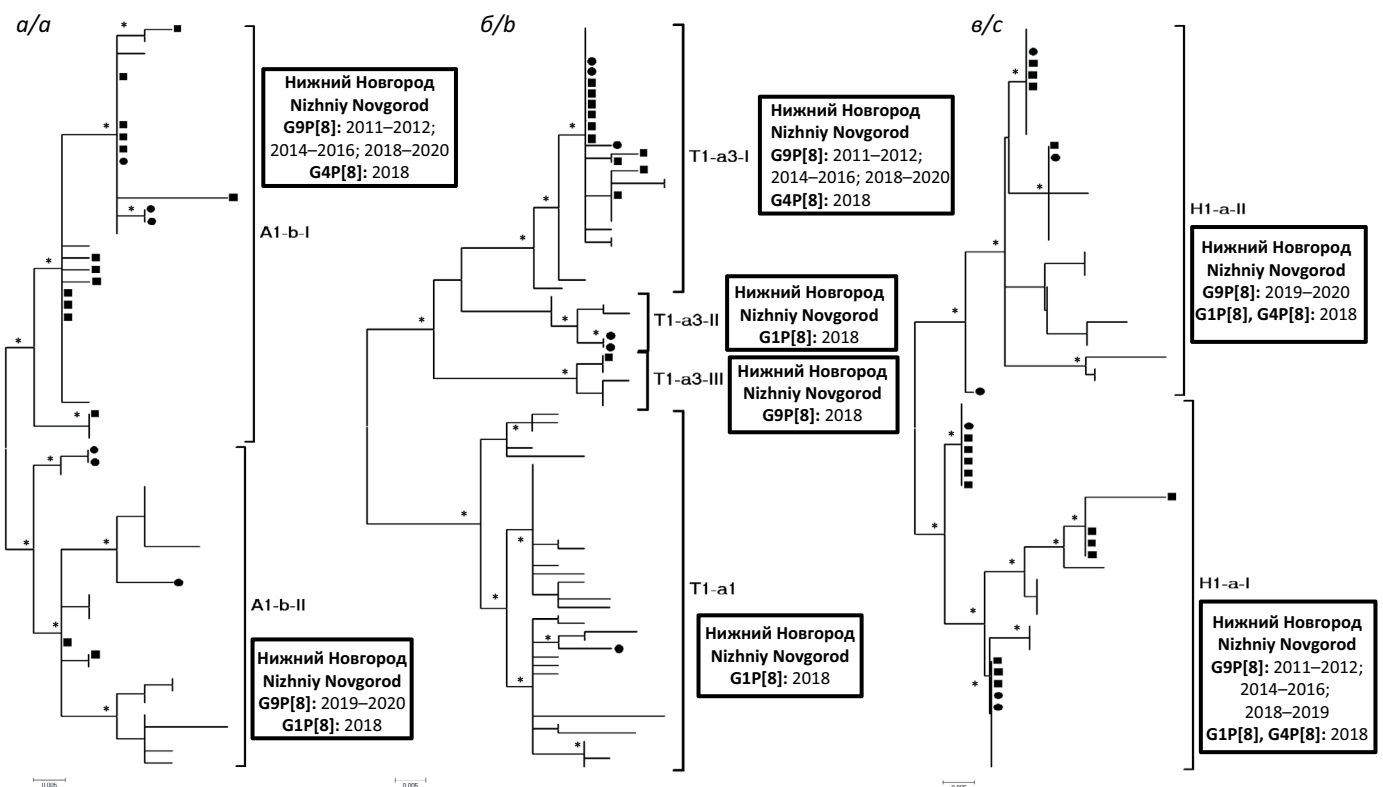 а/a
Нижний Новгород
Nizhniy Novgorod
G9P[8]: 2011–2012;
2014–2016; 2018–2020
G4P[8]: 2018
A1-b-I
A1-b-II
Нижний Новгород
Nizhniy Novgorod
G9P[8]: 2019–2020
G1P[8]: 2018
0.005
б/b
T1-a3-I
Нижний Новгород
Nizhniy Novgorod
G9P[8]: 2011–2012;
2014–2016; 2018–2020
G4P[8]: 2018
T1-a3-II
Нижний Новгород
Nizhniy Novgorod
G1P[8]: 2018
T1-a3-III
Нижний Новгород
Nizhniy Novgorod
G9P[8]: 2018
T1-a1
Нижний Новгород
Nizhniy Novgorod
G1P[8]: 2018
0.005
в/c
H1-a-II
Нижний Новгород
Nizhniy Novgorod
G9P[8]: 2019–2020
G1P[8], G4P[8]: 2018
H1-a-I
Нижний Новгород
Nizhniy Novgorod
G9P[8]: 2011–2012;
2014–2016;
2018–2019
G1P[8], G4P[8]: 2018
0.005